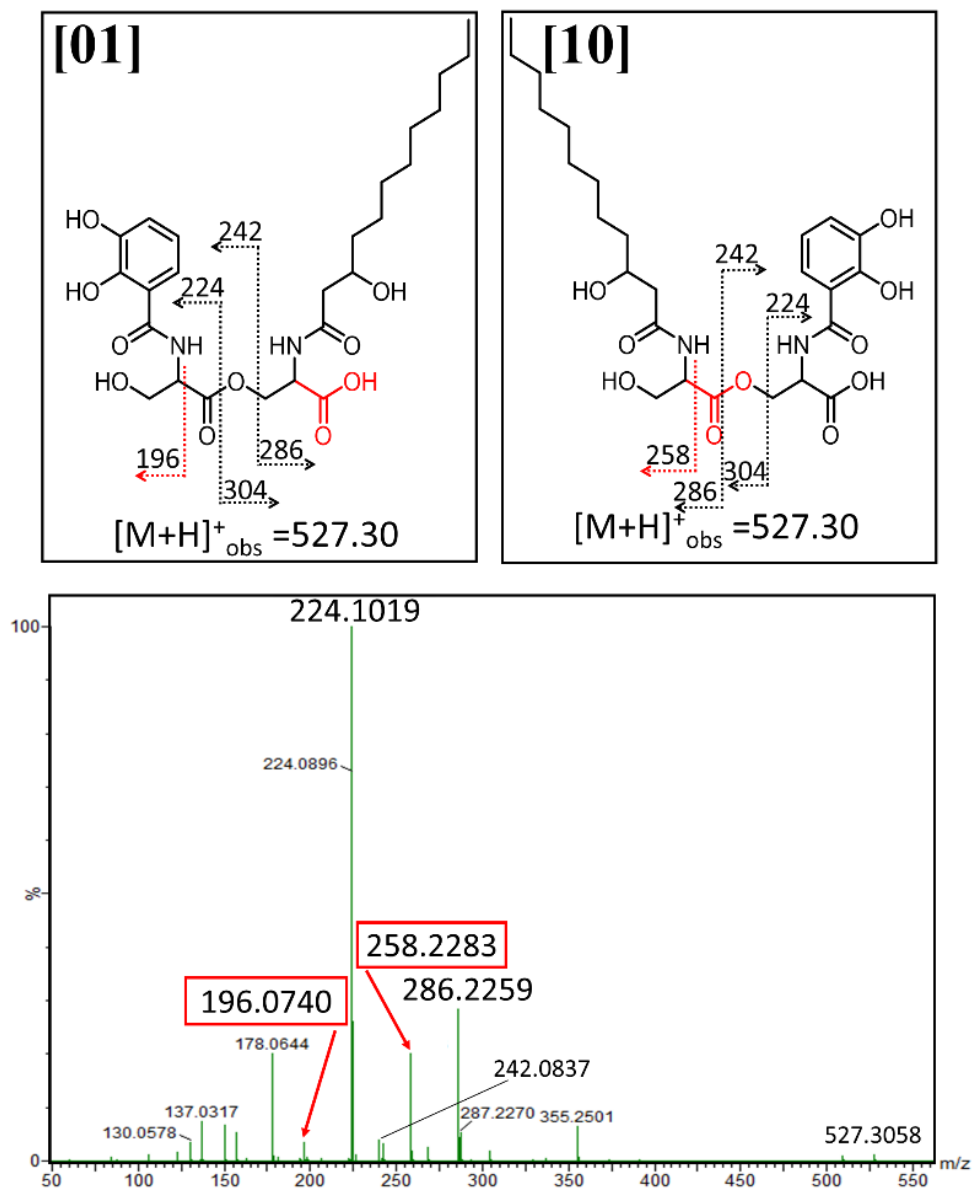 [01]
HO
HO
O
N
H
HO
O
O
242
224
196
304
286
OH
HN
O
OH
O
[M+H]+obs =527.30
[10]
HO
O
N
H
HO
O
O
258
286
304
242
224
OH
OH
HN
O
OH
O
[M+H]+obs =527.30
100
%
0
224.1019
224.0896
258.2283
196.0740
286.2259
178.0644
242.0837
137.0317
130.0578
287.2270
355.2501
527.3058
50 100 150 200 250 300 350 400 450 500 550 m/z